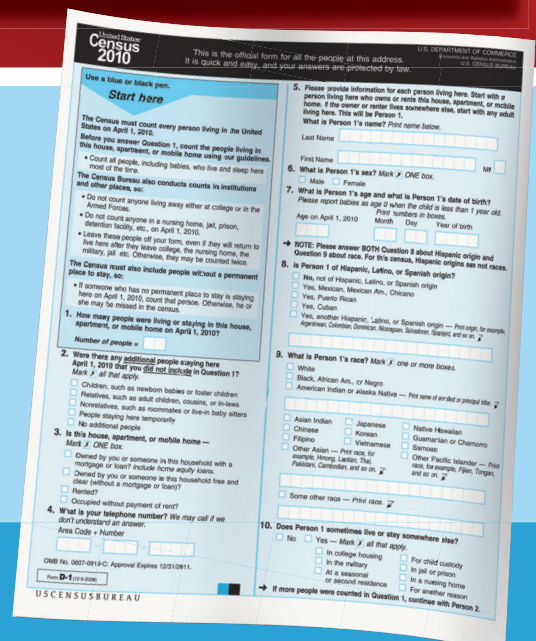 United States
Census
2010
This is the official form for all the people at this address.
It is quick and easy, and your answers are protected by law.
U.S. DEPARTMENT OF COMMERCE
Economics and Statistics Administration
U.S. CENSUS BUREAU
Use a blue or black pen.
Start here
The Census must count every person living in the United
States on April 1, 2010.
Before you answer Question 1, count the people living in
this house, apartment, or mobile home using our guidelines.
• Count all people, including babies, who live and sleep here
most of the time.
The Census Bureau also conducts counts in institutions
and other places, so:
• Do not count anyone living away either at college or in the
Armed Forces.
• Do not count anyone in a nursing home, jail, prison,
detention facility, etc., on April 1, 2010.
• Leave these people off your form, even if they will return to
live here after they leave college, the nursing home, the
military, jail, etc. Otherwise, they may be counted twice.
The Census must also include people without a permanent
place to stay, so:
• If someone who has no permanent place to stay is staying
here on April 1, 2010, count that person. Otherwise, he or
she may be missed in the census.
1. How many people were living or staying in this house,
apartment, or mobile home on April 1, 2010?
Number of people =
2. Were there any additional people staying here
April 1, 2010 that you did not include in Question 1?
Mark X all that apply.
Children, such as newborn babies or foster children
Relatives, such as adult children, cousins, or in-laws
Nonrelatives, such as roommates or live-in baby sitters
People staying here temporarily
No additional people
3. Is this house, apartment, or mobile home —
Mark X ONE box.
Owned by you or someone in this household with a
mortgage or loan? Include home equity loans.
Owned by you or someone in this household free and
clear (without a mortgage or loan)?
Rented?
Occupied without payment of rent?
4. What is your telephone number? We may call if we
don't understand an answer.
Area Code + Number
OMB No. 0607-0919-C: Approval Expires 12/31/2011.
Form D-1
USCENSUSBUREAU
5. Please provide information for each person living here. Start with a
person living here who owns or rents this house, apartment, or mobile
home. If the owner or renter lives somewhere else, start with any adult
living here. This will be Person 1.
What is Person 1's name? Print name below.
Last Name
First Name
MI
6. What is Person 1's sex? Mark X ONE box.
Male Female
7. What is Person 1's age and what is Person 1's date of birth?
Please report babies as age 0 when the child is less than 1 year old.
Print numbers in boxes.
Age on April 1, 2010 Month Day Year of birth
→ NOTE: Please answer BOTH Question 8 about Hispanic origin and
Question 9 about race. For this census, Hispanic origins are not races.
8. Is Person 1 of Hispanic, Latino, or Spanish origin?
No, not of Hispanic, Latino, or Spanish origin
Yes, Mexican, Mexican Am., Chicano
Yes, Puerto Rican
Yes, Cuban
Yes, another Hispanic, Latino, or Spanish origin — Print origin, for example,
Argentinean, Colombian, Dominican, Nicaraguan, Salvadoran, Spaniard, and so on.
9. What is Person 1's race? Mark X one or more boxes.
White
Black, African Am., or Negro
American Indian or Alaska Native — Print name of enrolled or principal tribe.
Asian Indian Japanese Native Hawaiian
Chinese Korean Guamanian or Chamorro
Filipino Vietnamese Samoan
Other Asian — Print race, for
example, Hmong, Laotian, Thai,
Pakistani, Cambodian, and so on.
Other Pacific Islander — Print
race, for example, Fijian, Tongan,
and so on.
Some other race — Print race.
10. Does Person 1 sometimes live or stay somewhere else?
No Yes — Mark X all that apply.
In college housing For child custody
In the military In jail or prison
At a seasonal In a nursing home
or second residence For another reason
→ If more people were counted in Question 1, continue with Person 2.